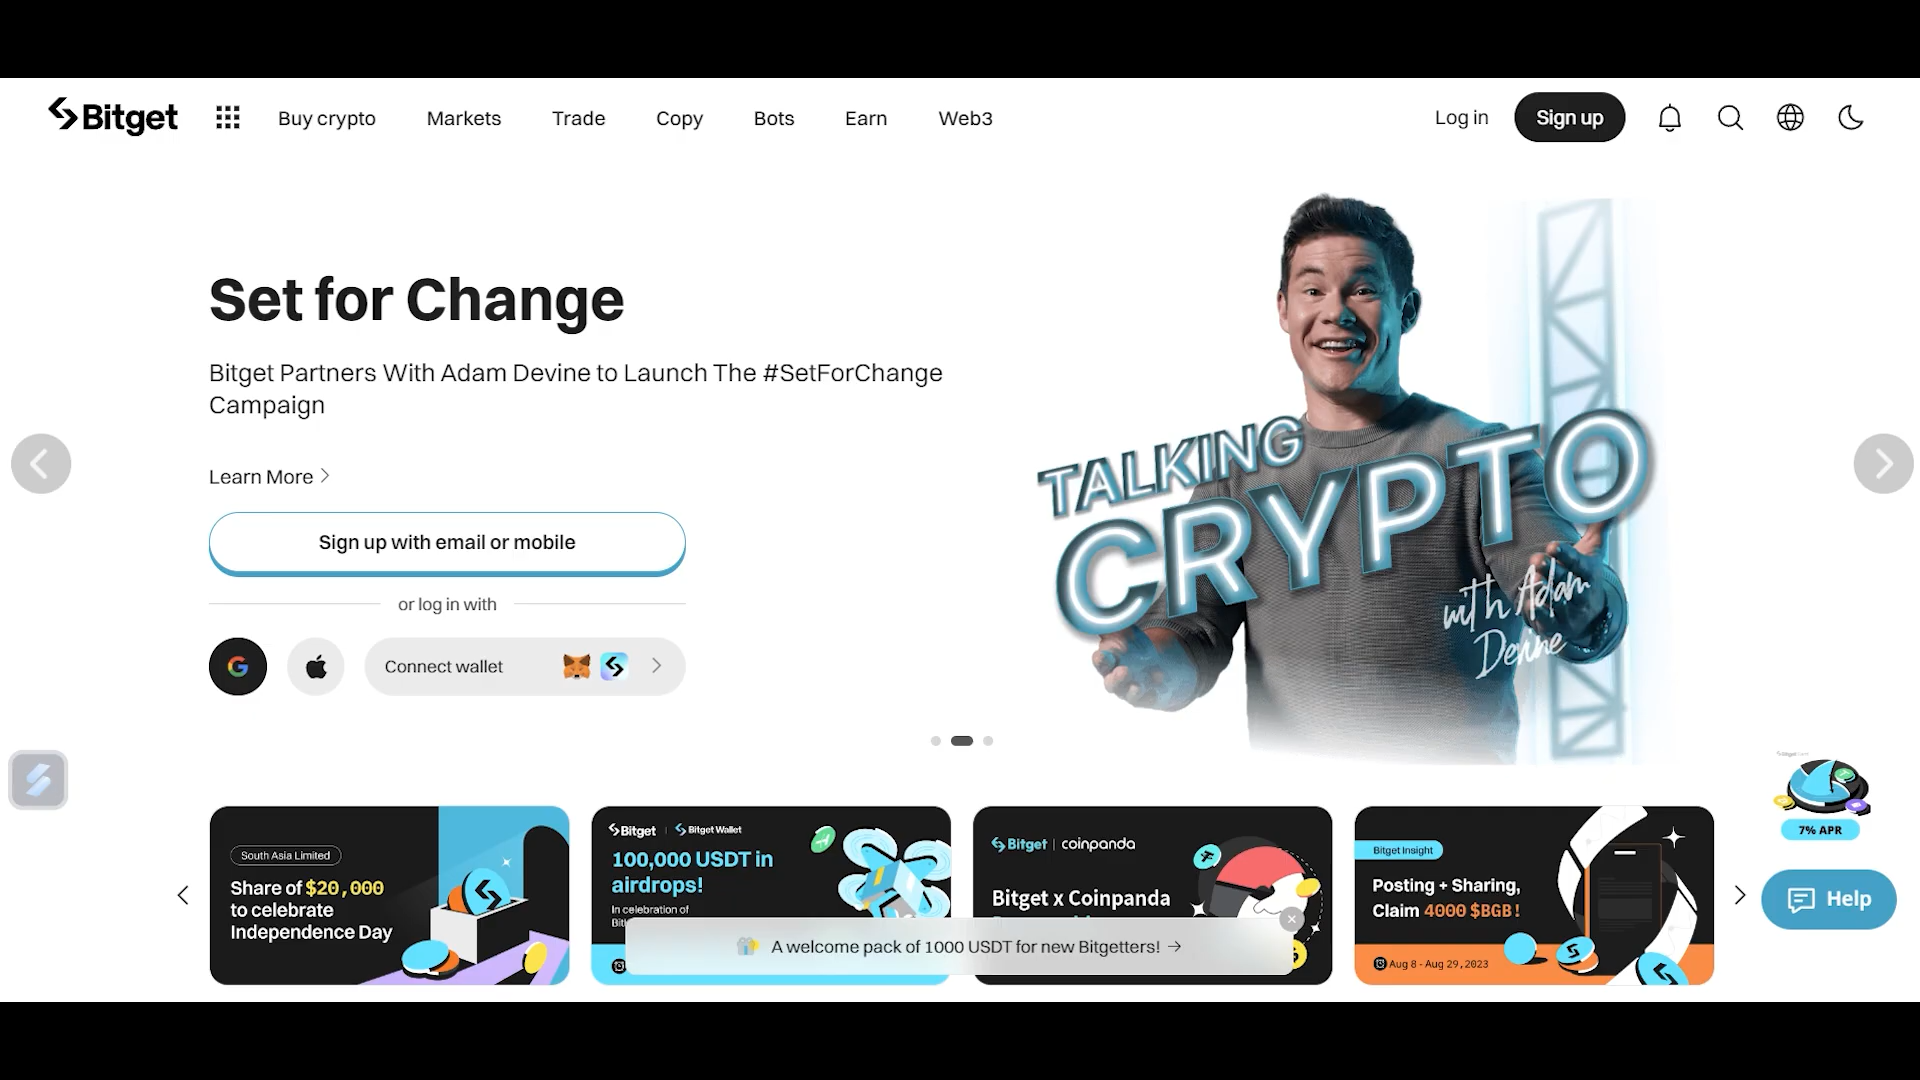 Bitget
Buy crypto
Markets
Trade
Copy
Bots
Earn
Web3
Log in
Sign up
Set for Change
Bitget Partners With Adam Devine to Launch The #SetForChange
Campaign
Learn More
Sign up with email or mobile
or log in with
Connect wallet
TALKING
CRYPTO
with Adam
Devine
South Asia Limited
Share of $20,000
to celebrate
Independence Day
Bitget | Bitget Wallet
100,000 USDT in
airdrops!
In celebration of
Bitget | coinpanda
Bitget x Coinpanda
Bitget Insight
Posting + Sharing,
Claim 4000 $BGB!
Aug 8 - Aug 29,2023
A welcome pack of 1000 USDT for new Bitgetters!
7% APR
Help